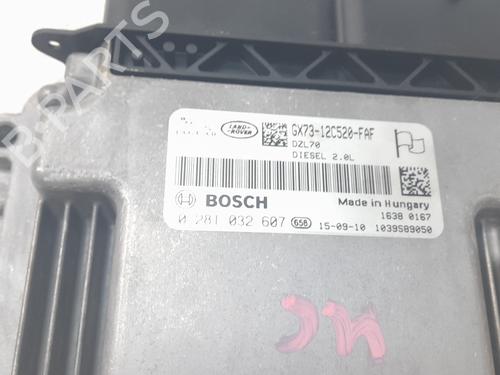 B-PARTS
LAND-
ROVER
GX73-12C520-FAF
DZL70
DIESEL 2.0L
BOSCH
Made in Hungary
1638 0167
0 281 032 607 658 15-09-10 1039S89050